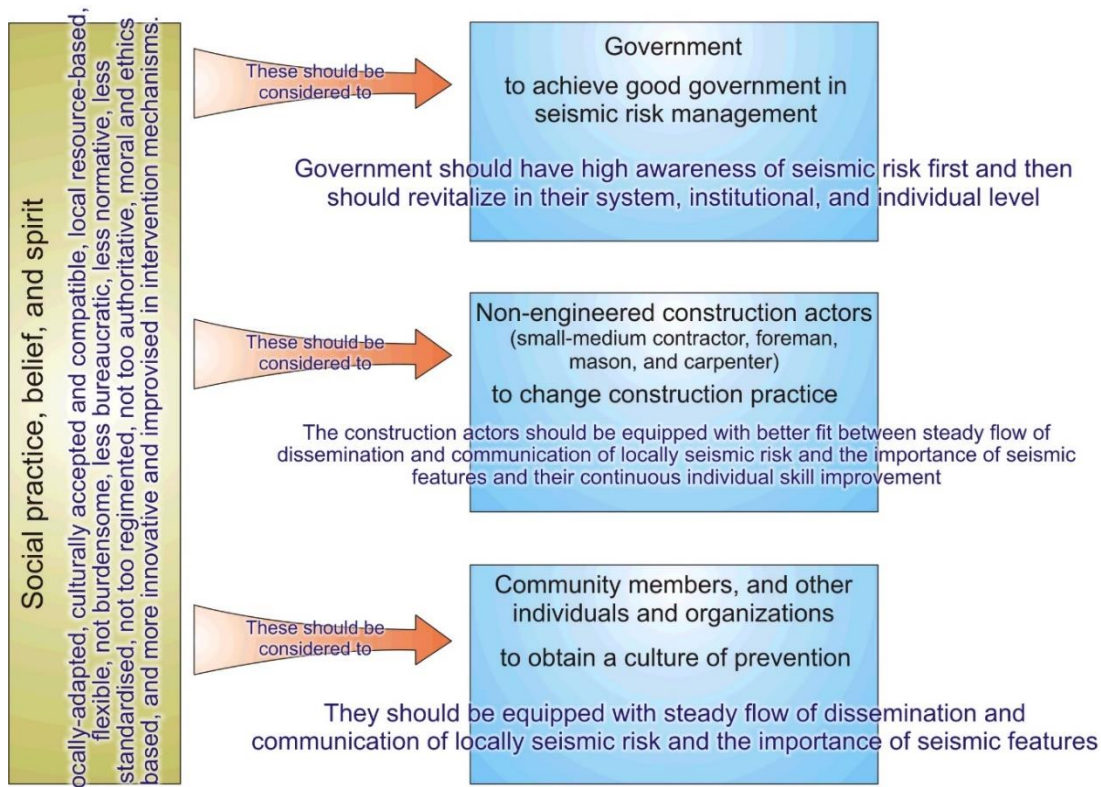 Social practice, belief, and spirit
ocally-adapted, culturally accepted and compatible, local resource-based,
flexible, not burdensome, less bureaucratic, less normative, less
standardised, not too regimented, not too authoritative, moral and ethics
based, and more innovative and improvised in intervention mechanisms.
These should be
considered to
Government
to achieve good government in
seismic risk management
Government should have high awareness of seismic risk first and then
should revitalize in their system, institutional, and individual level
These should be
considered to
Non-engineered construction actors
(small-medium contractor, foreman,
mason, and carpenter)
to change construction practice
The construction actors should be equipped with better fit between steady flow of
dissemination and communication of locally seismic risk and the importance of seismic
features and their continuous individual skill improvement
These should be
considered to
Community members, and other
individuals and organizations
to obtain a culture of prevention
They should be equipped with steady flow of dissemination and
communication of locally seismic risk and the importance of seismic features